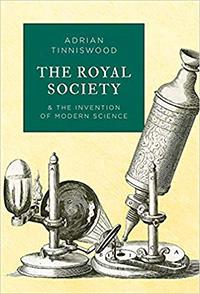 ADRIAN
TINNISWOOD
THE ROYAL
SOCIETY
& THE INVENTION
OF MODERN SCIENCE